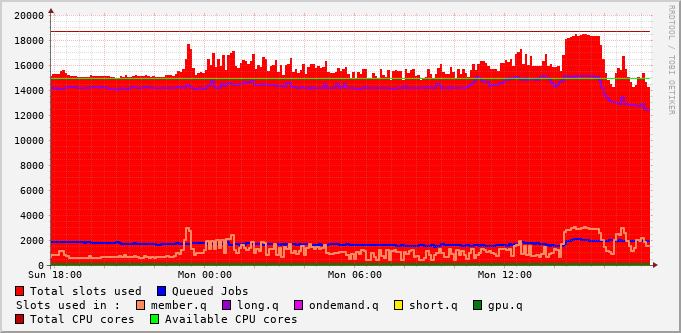 RRDTOOL / TOBI OETIKER
20000
18000
16000
14000
12000
10000
8000
6000
4000
2000
0
Sun 18:00 Mon 00:00 Mon 06:00 Mon 12:00
Total slots used Queued Jobs
Slots used in : member.q long.q ondemand.q short.q gpu.q
Total CPU cores Available CPU cores